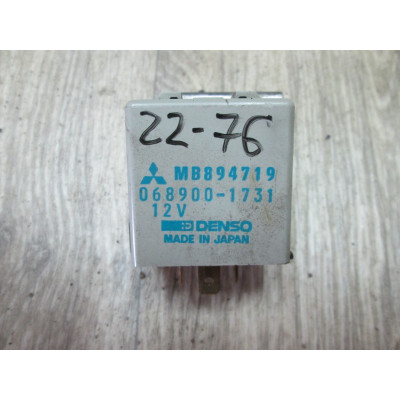 22-76
MB894719
068900-1731
12V
DENSO
MADE IN JAPAN